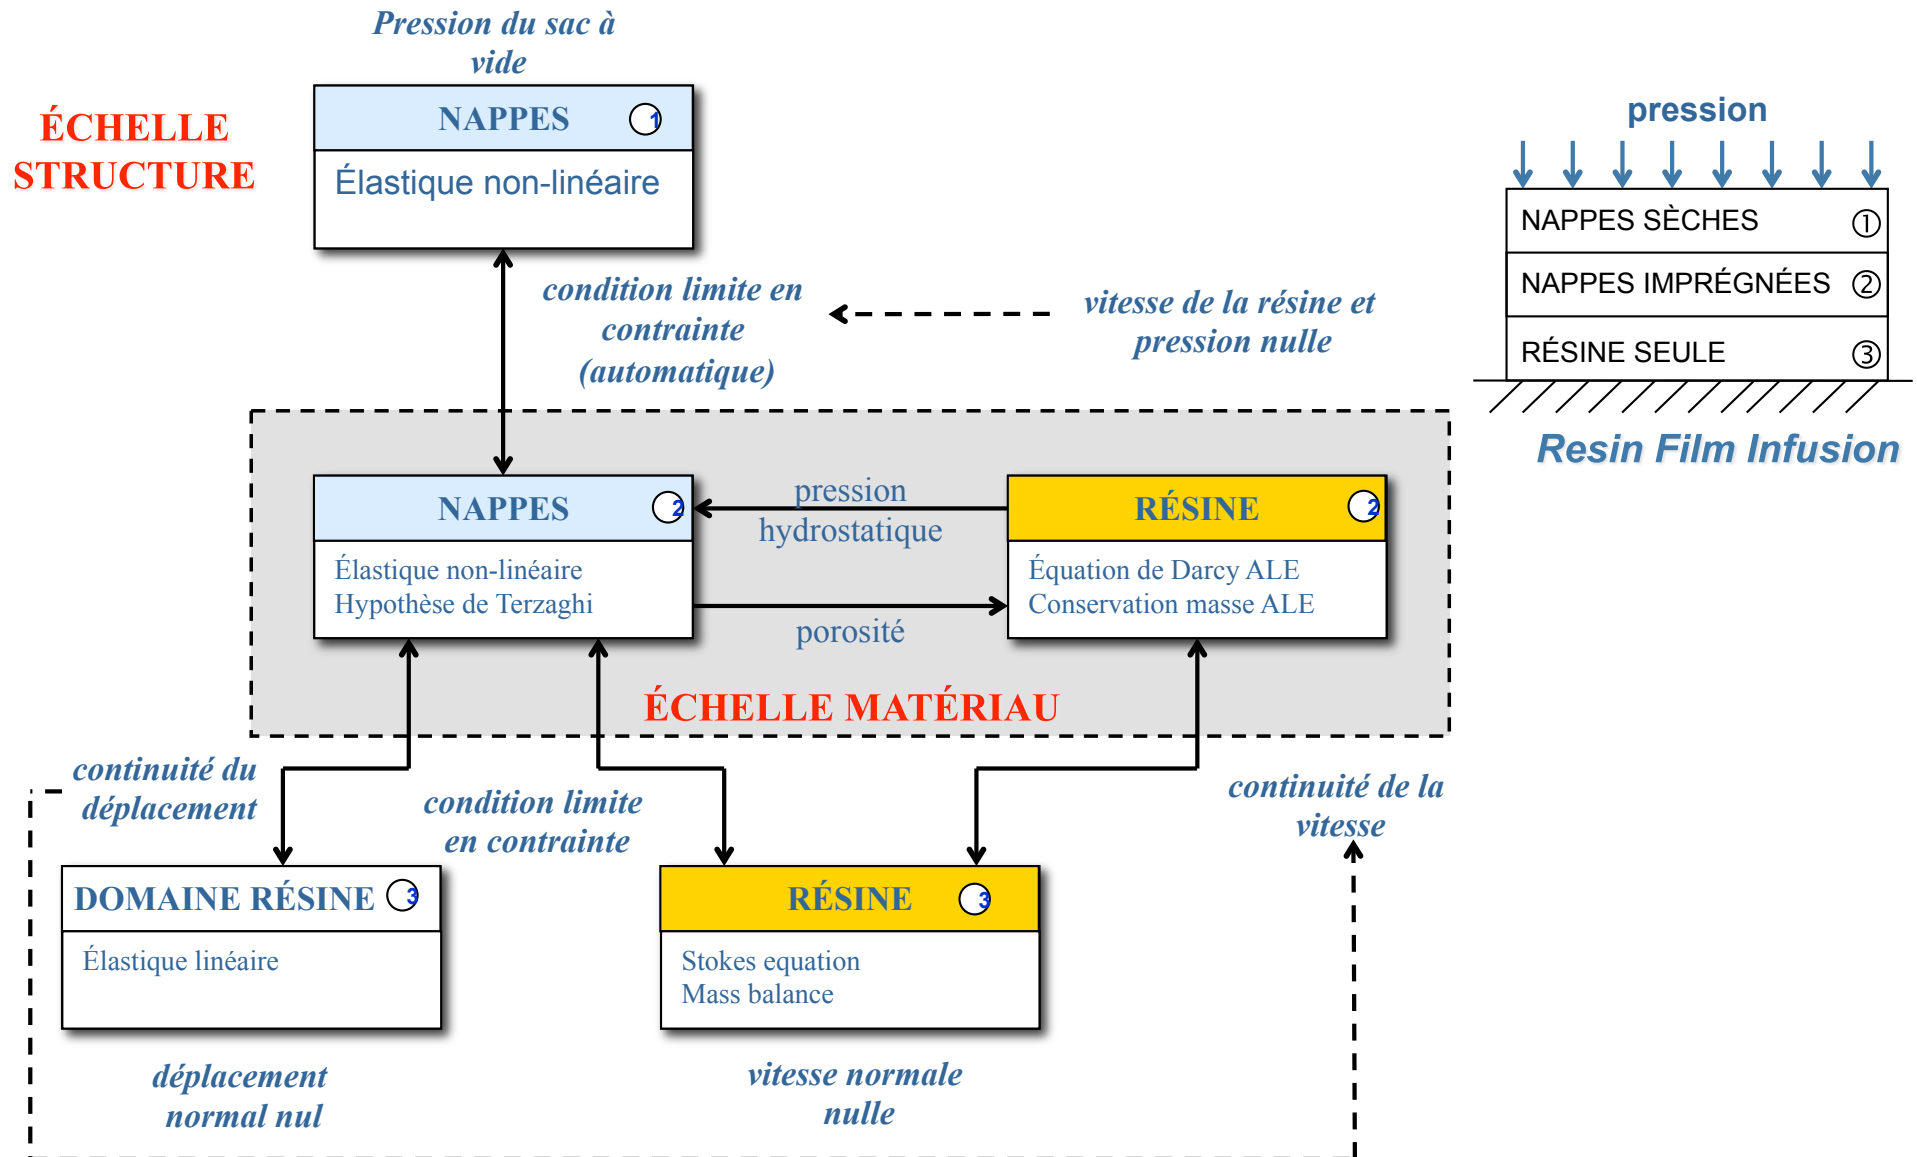 Pression du sac à
vide
ÉCHELLE
STRUCTURE
NAPPES 1
Élastique non-linéaire
pression
NAPPES SÈCHES ①
NAPPES IMPRÉGNÉES ②
RÉSINE SEULE ③
Resin Film Infusion
condition limite en
contrainte
(automatique)
vitesse de la résine et
pression nulle
NAPPES 2
Élastique non-linéaire
Hypothèse de Terzaghi
pression
hydrostatique
porosité
RÉSINE 2
Équation de Darcy ALE
Conservation masse ALE
ÉCHELLE MATÉRIAU
continuité du
déplacement
condition limite
en contrainte
continuité de la
vitesse
DOMAINE RÉSINE 3
Élastique linéaire
RÉSINE 3
Stokes equation
Mass balance
déplacement
normal nul
vitesse normale
nulle